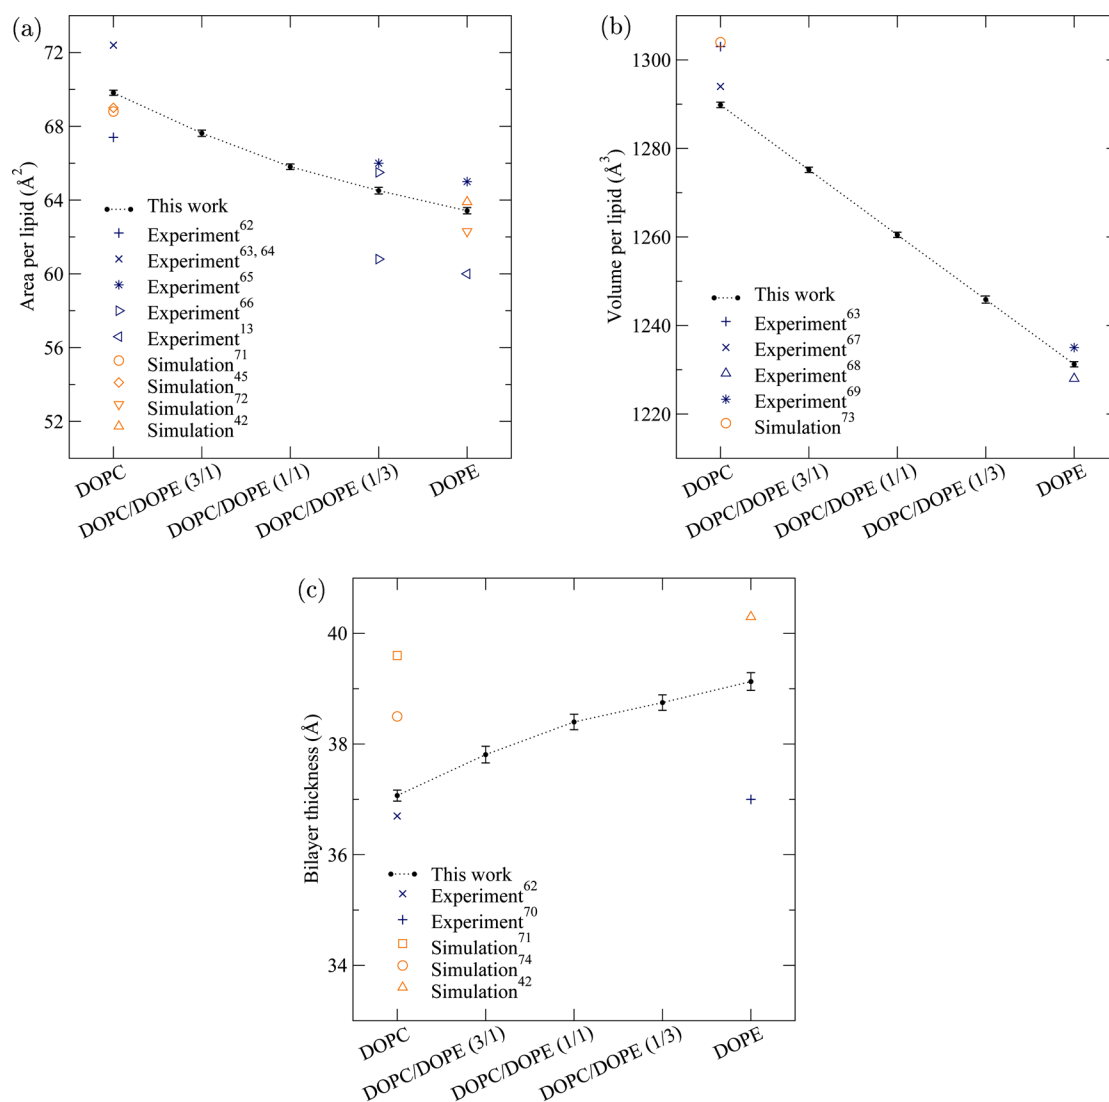 (a)
72
68
64
60
56
52
Area per lipid (Å²)
This work
Experiment⁶²
Experiment⁶³,⁶⁴
Experiment⁶⁵
Experiment⁶⁶
Experiment¹³
Simulation⁷¹
Simulation⁴⁵
Simulation⁷²
Simulation⁴²
DOPC
DOPC/DOPE (3/1)
DOPC/DOPE (1/1)
DOPC/DOPE (1/3)
DOPE
(b)
1300
1280
1260
1240
1220
Volume per lipid (Å³)
This work
Experiment⁶³
Experiment⁶⁷
Experiment⁶⁸
Experiment⁶⁹
Simulation⁷³
DOPC
DOPC/DOPE (3/1)
DOPC/DOPE (1/1)
DOPC/DOPE (1/3)
DOPE
(c)
40
38
36
34
Bilayer thickness (Å)
This work
Experiment⁶²
Experiment⁷⁰
Simulation⁷¹
Simulation⁷⁴
Simulation⁴²
DOPC
DOPC/DOPE (3/1)
DOPC/DOPE (1/1)
DOPC/DOPE (1/3)
DOPE